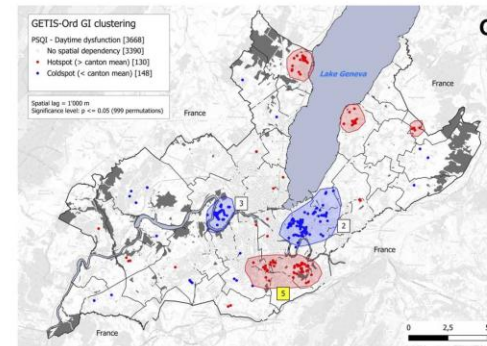 GETIS-Ord GI clustering
PSQI - Daytime dysfunction [3668]
No spatial dependency [3390]
Hotspot (> canton mean) [130]
Coldspot (< canton mean) [148]
Spatial lag = 1'000 m
Significance level: p <= 0.05 (999 permutations)
Lake Geneva
France
France
3
2
France
5
France
0 2,5